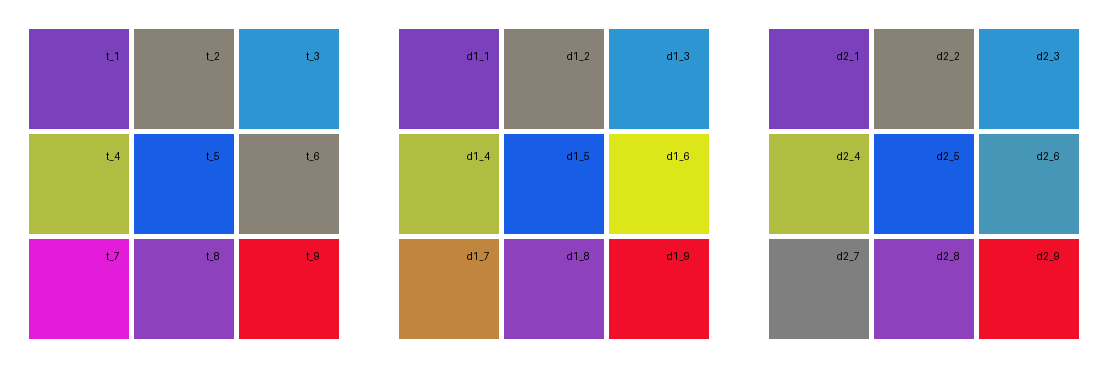 t_1 t_2 t_3 d1_1 d1_2 d1_3 d2_1 d2_2 d2_3
t_4 t_5 t_6 d1_4 d1_5 d1_6 d2_4 d2_5 d2_6
t_7 t_8 t_9 d1_7 d1_8 d1_9 d2_7 d2_8 d2_9